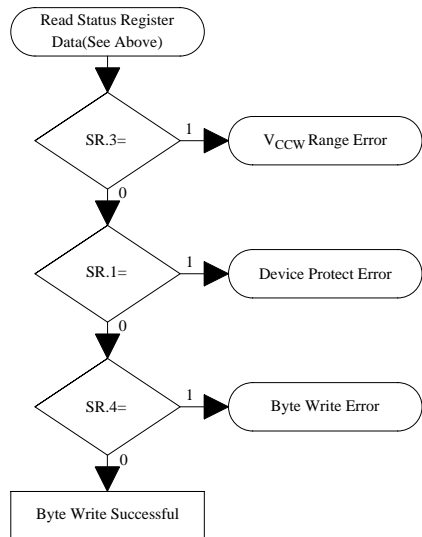 Read Status Register
Data(See Above)
SR.3=
1
VCCW Range Error
0
SR.1=
1
Device Protect Error
0
SR.4=
1
Byte Write Error
0
Byte Write Successful